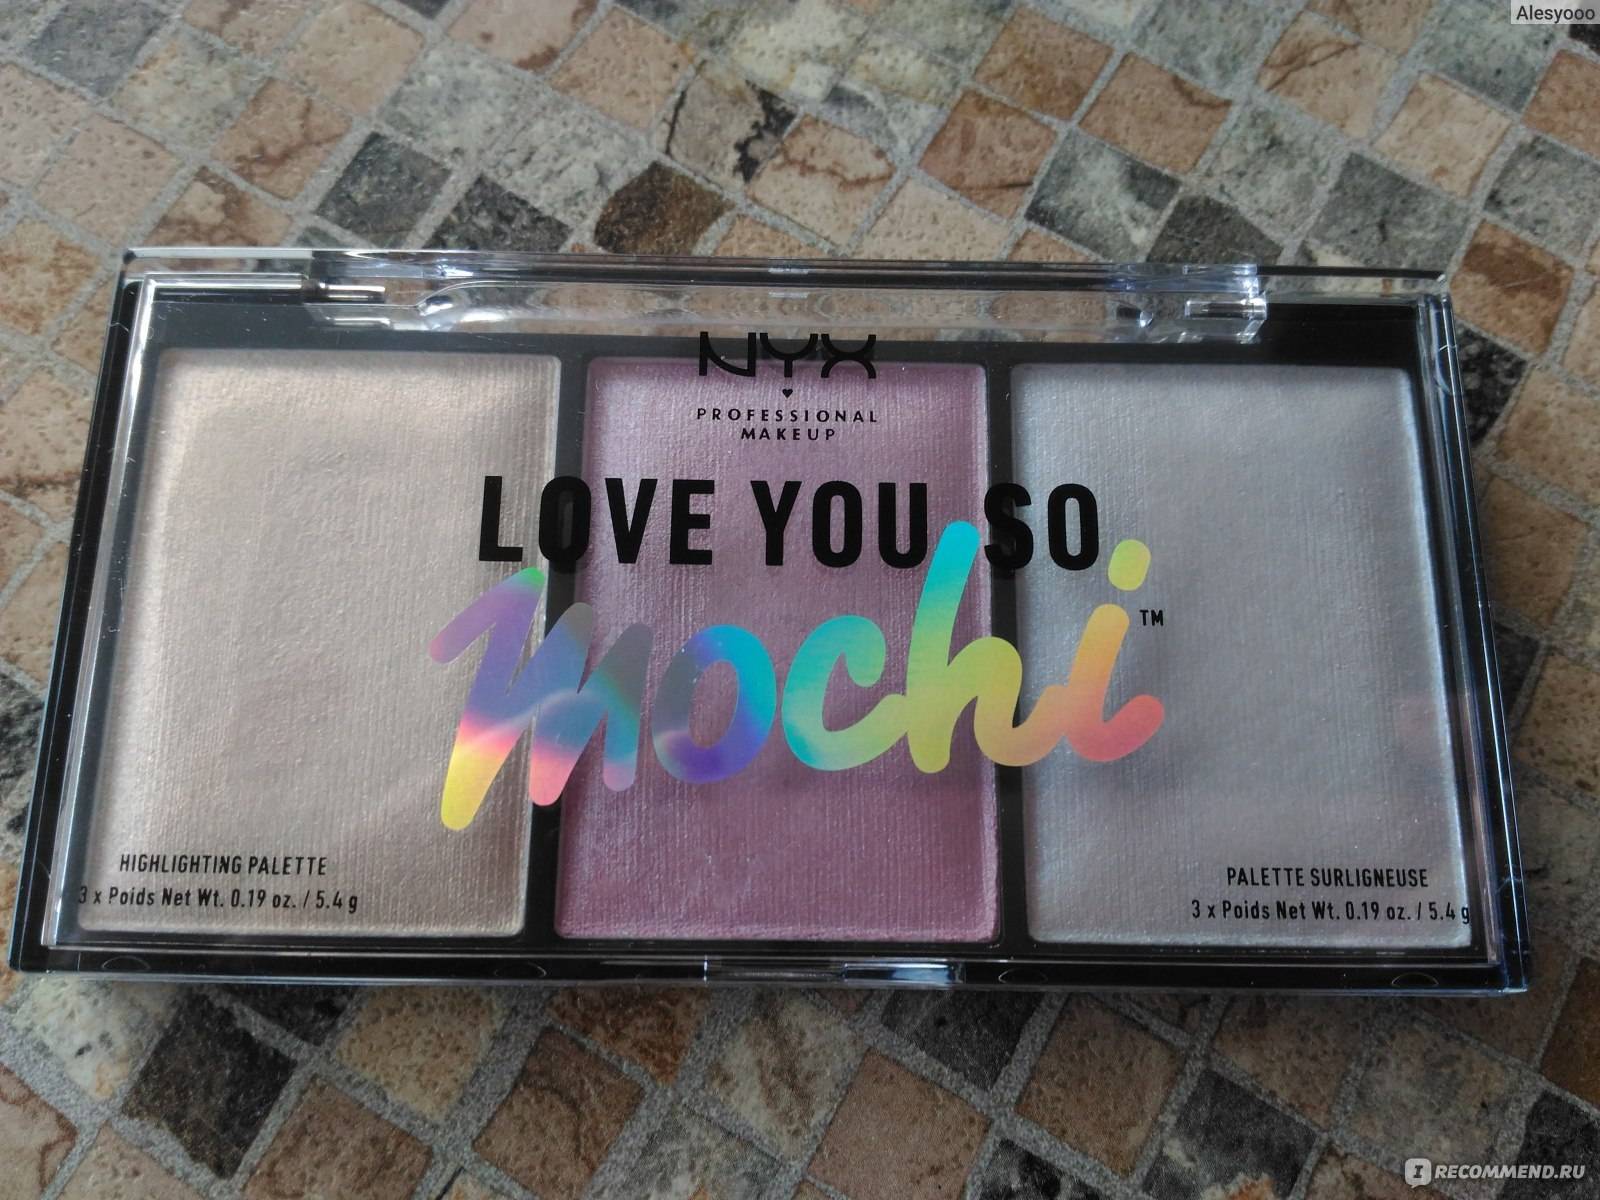 Alesyooo
NYX
PROFESSIONAL
MAKEUP
LOVE YOU SO
mochi™
HIGHLIGHTING PALETTE
3 x Poids Net Wt. 0.19 oz. / 5.4 g
PALETTE SURLIGNEUSE
3 x Poids Net Wt. 0.19 oz. / 5.4 g
IRECOMMEND.RU